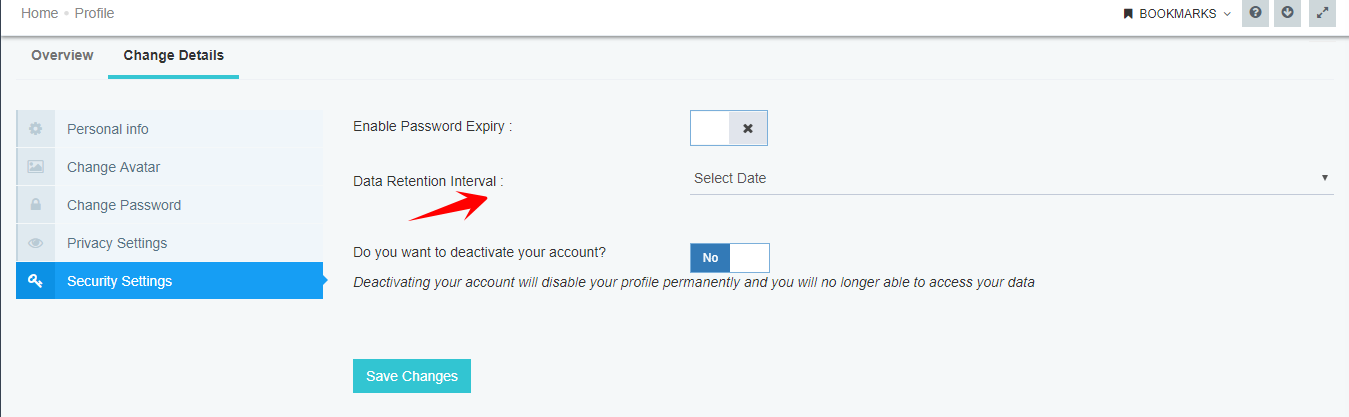 Home Profile
BOOKMARKS
Overview Change Details
Personal info
Change Avatar
Change Password
Privacy Settings
Security Settings
Enable Password Expiry :
Data Retention Interval :
Select Date
Do you want to deactivate your account?
No
Deactivating your account will disable your profile permanently and you will no longer able to access your data
Save Changes